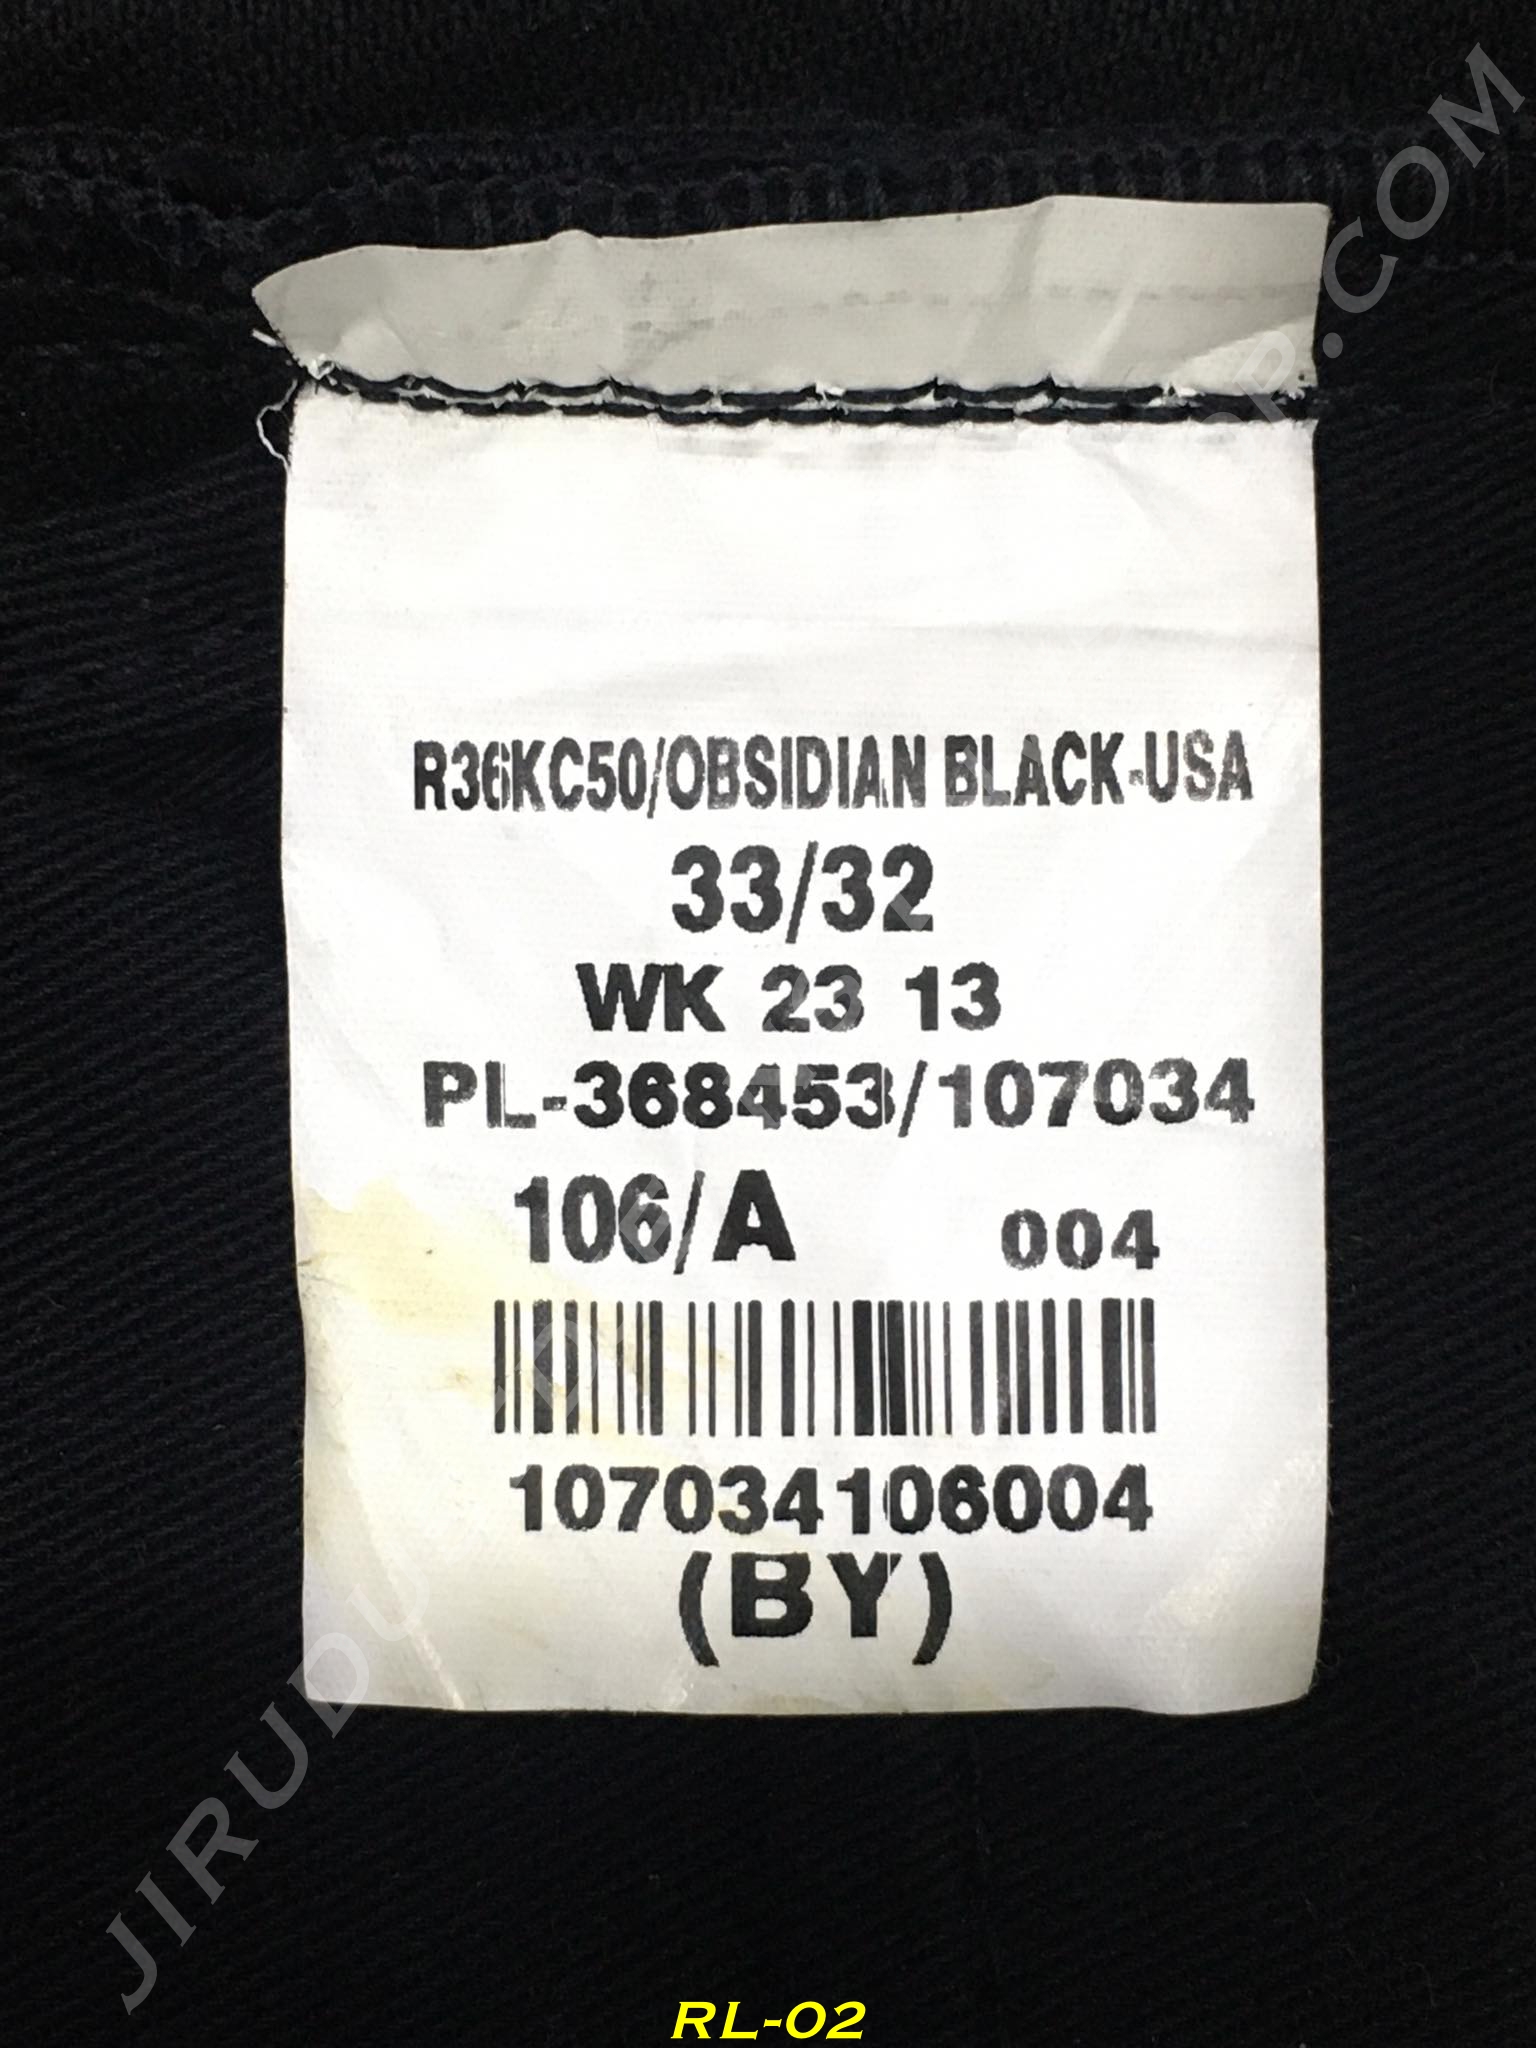 R36KC50/OBSIDIAN BLACK-USA
33/32
WK 23 13
PL-368453/107034
106/A 004
107034106004
(BY)
RL-02